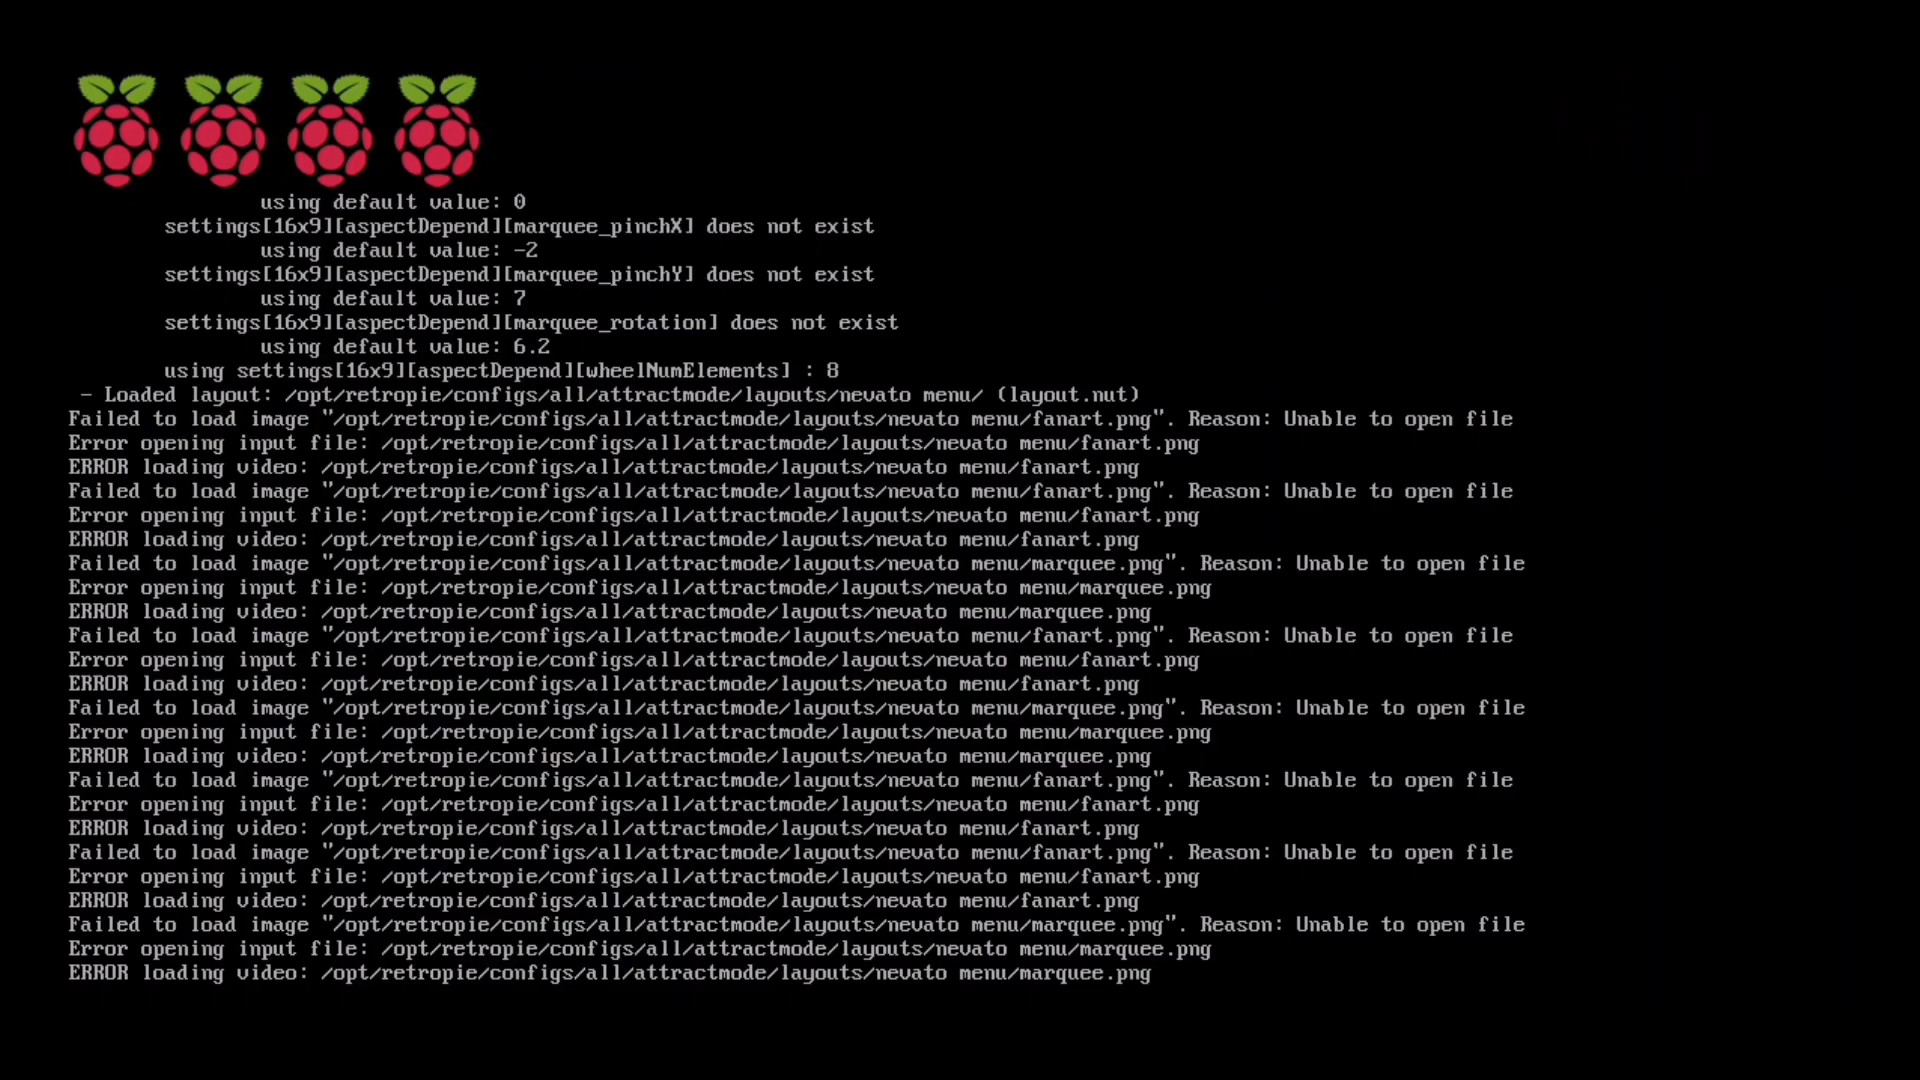 using default value: 0
settings[16x9][aspectDepend][marquee_pinchX] does not exist
using default value: -2
settings[16x9][aspectDepend][marquee_pinchY] does not exist
using default value: 7
settings[16x9][aspectDepend][marquee_rotation] does not exist
using default value: 6.2
using settings[16x9][aspectDepend][wheelNumElements] : 8
- Loaded layout: /opt/retropie/configs/all/attractmode/layouts/nevato menu/ (layout.nut)
Failed to load image "/opt/retropie/configs/all/attractmode/layouts/nevato menu/fanart.png". Reason: Unable to open file
Error opening input file: /opt/retropie/configs/all/attractmode/layouts/nevato menu/fanart.png
ERROR loading video: /opt/retropie/configs/all/attractmode/layouts/nevato menu/fanart.png
Failed to load image "/opt/retropie/configs/all/attractmode/layouts/nevato menu/fanart.png". Reason: Unable to open file
Error opening input file: /opt/retropie/configs/all/attractmode/layouts/nevato menu/fanart.png
ERROR loading video: /opt/retropie/configs/all/attractmode/layouts/nevato menu/fanart.png
Failed to load image "/opt/retropie/configs/all/attractmode/layouts/nevato menu/marquee.png". Reason: Unable to open file
Error opening input file: /opt/retropie/configs/all/attractmode/layouts/nevato menu/marquee.png
ERROR loading video: /opt/retropie/configs/all/attractmode/layouts/nevato menu/marquee.png
Failed to load image "/opt/retropie/configs/all/attractmode/layouts/nevato menu/fanart.png". Reason: Unable to open file
Error opening input file: /opt/retropie/configs/all/attractmode/layouts/nevato menu/fanart.png
ERROR loading video: /opt/retropie/configs/all/attractmode/layouts/nevato menu/fanart.png
Failed to load image "/opt/retropie/configs/all/attractmode/layouts/nevato menu/marquee.png". Reason: Unable to open file
Error opening input file: /opt/retropie/configs/all/attractmode/layouts/nevato menu/marquee.png
ERROR loading video: /opt/retropie/configs/all/attractmode/layouts/nevato menu/marquee.png
Failed to load image "/opt/retropie/configs/all/attractmode/layouts/nevato menu/fanart.png". Reason: Unable to open file
Error opening input file: /opt/retropie/configs/all/attractmode/layouts/nevato menu/fanart.png
ERROR loading video: /opt/retropie/configs/all/attractmode/layouts/nevato menu/fanart.png
Failed to load image "/opt/retropie/configs/all/attractmode/layouts/nevato menu/fanart.png". Reason: Unable to open file
Error opening input file: /opt/retropie/configs/all/attractmode/layouts/nevato menu/fanart.png
ERROR loading video: /opt/retropie/configs/all/attractmode/layouts/nevato menu/fanart.png
Failed to load image "/opt/retropie/configs/all/attractmode/layouts/nevato menu/marquee.png". Reason: Unable to open file
Error opening input file: /opt/retropie/configs/all/attractmode/layouts/nevato menu/marquee.png
ERROR loading video: /opt/retropie/configs/all/attractmode/layouts/nevato menu/marquee.png